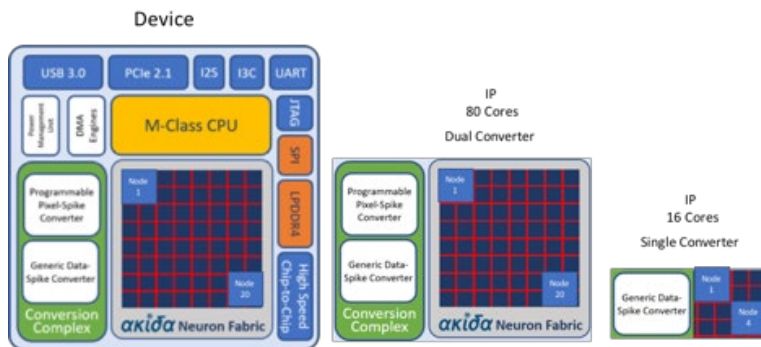 Device
USB 3.0
PCIe 2.1
I2S
I3C
UART
Power
Management
Unit
DMA
Engines
M-Class CPU
JTAG
SPI
LPDDR4
High Speed
Chip-to-Chip
Programmable
Pixel-Spike
Converter
Generic Data-
Spike Converter
Conversion
Complex
Node
1
Node
20
akida Neuron Fabric
IP
80 Cores
Dual Converter
Programmable
Pixel-Spike
Converter
Generic Data-
Spike Converter
Conversion
Complex
Node
1
Node
20
akida Neuron Fabric
IP
16 Cores
Single Converter
Generic Data-
Spike Converter
Node
1
Node
4